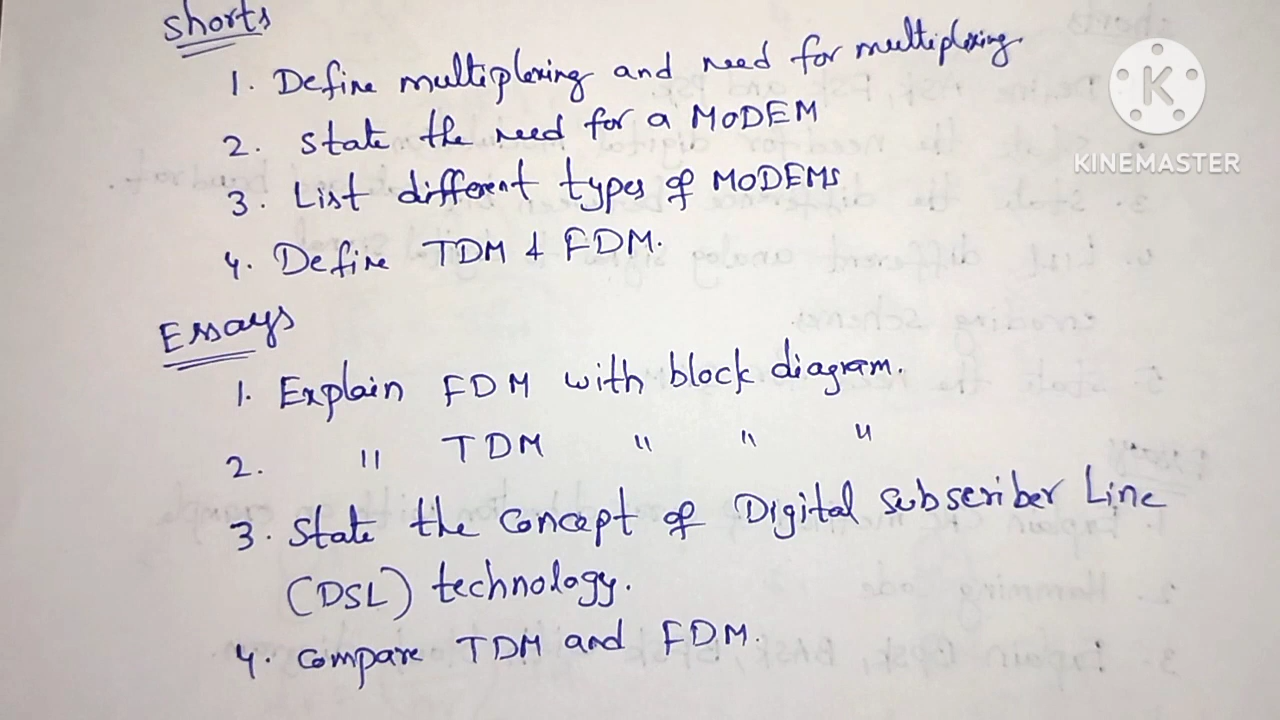 Shorts
1. Define multiplexing and need for multiplexing.
2. State the need for a MODEM
3. List different types of MODEMS
4. Define TDM & FDM.
Essays
1. Explain FDM with block diagram.
2. " TDM " " "
3. State the concept of Digital subscriber Line
(DSL) technology.
4. compare TDM and FDM.
K
KINEMASTER